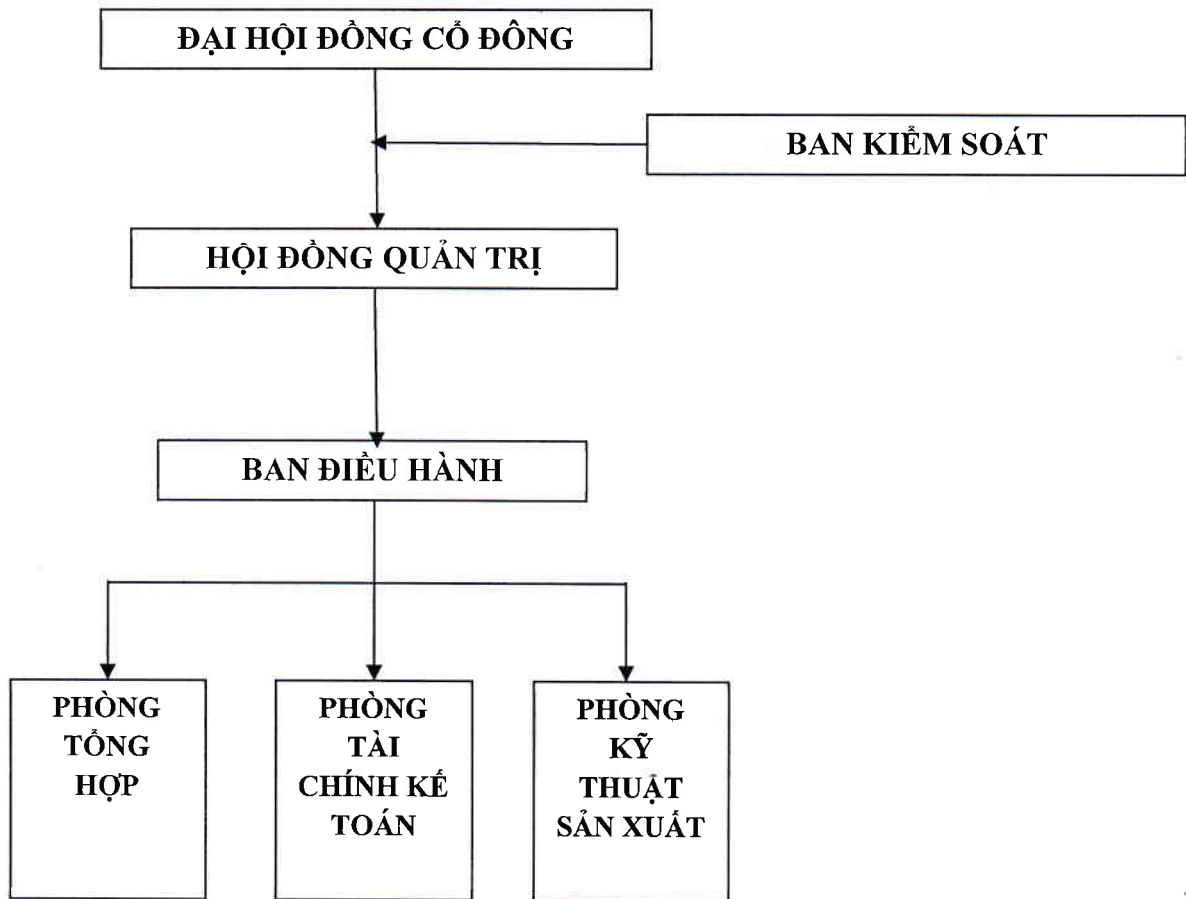 ĐẠI HỘI ĐỒNG CỔ ĐÔNG
BAN KIỂM SOÁT
HỘI ĐỒNG QUẢN TRỊ
BAN ĐIỀU HÀNH
PHÒNG
TỔNG
HỢP
PHÒNG
TÀI
CHÍNH KẾ
TOÁN
PHÒNG
KỸ
THUẬT
SẢN XUẤT